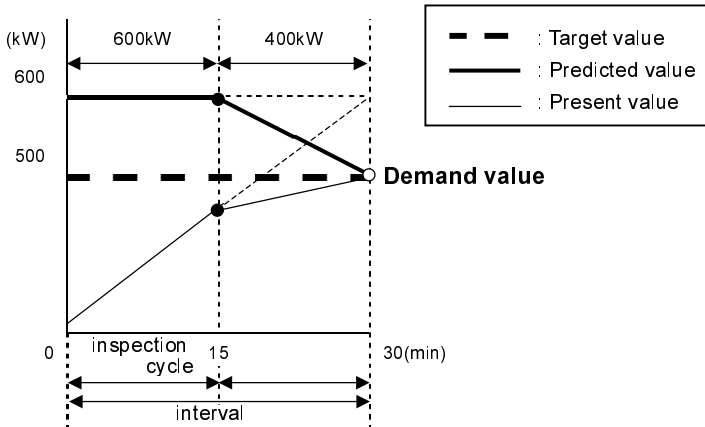 (kW)
600kW
400kW
: Target value
: Predicted value
: Present value
600
500
Demand value
0
inspection
cycle
15
30(min)
interval